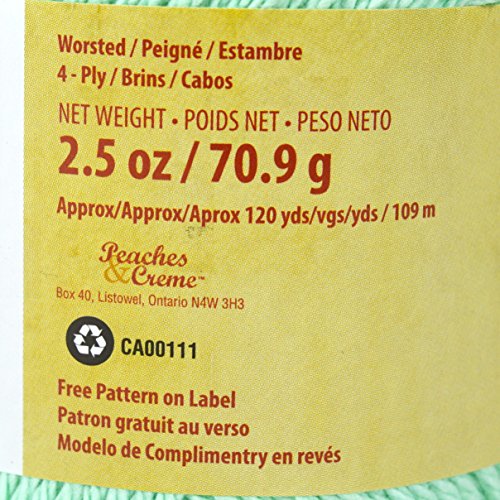 Worsted / Peigné / Estambre
4 - Ply / Brins / Cabos
NET WEIGHT • POIDS NET • PESO NETO
2.5 oz / 70.9 g
Approx/Approx/Aprox 120 yds/vgs/yds / 109 m
Peaches
& Creme™
Box 40, Listowel, Ontario N4W 3H3
CA00111
Free Pattern on Label
Patron gratuit au verso
Modelo de Complimentry en revés